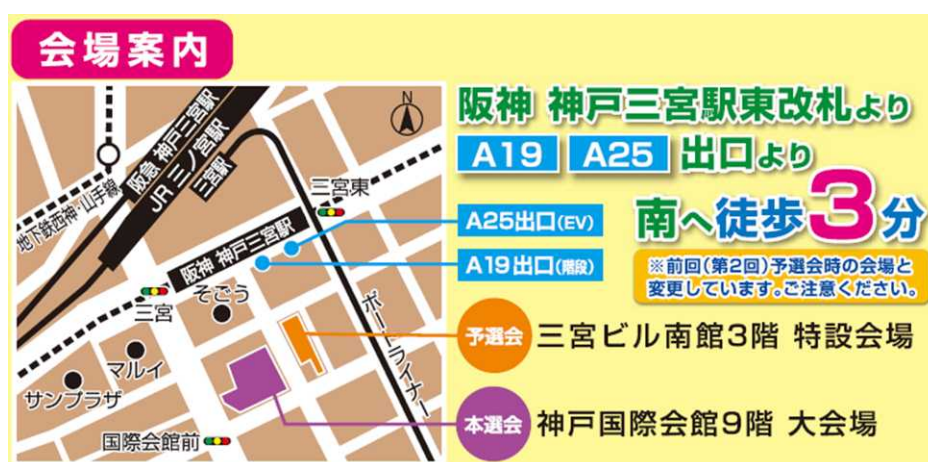 会場案内
N
阪急 神戸三宮駅
JR 三ノ宮駅
三宮駅
地下鉄西神・山手線
三宮東
阪神 神戸三宮駅
三宮
そごう
マルイ
サンプラザ
国際会館前
ポートライナー
阪神 神戸三宮駅東改札より
A19 A25 出口より
南へ徒歩3分
A25出口(EV)
A19出口(階段)
※前回(第2回)予選会時の会場と
変更しています。ご注意ください。
予選会 三宮ビル南館3階 特設会場
本選会 神戸国際会館9階 大会場